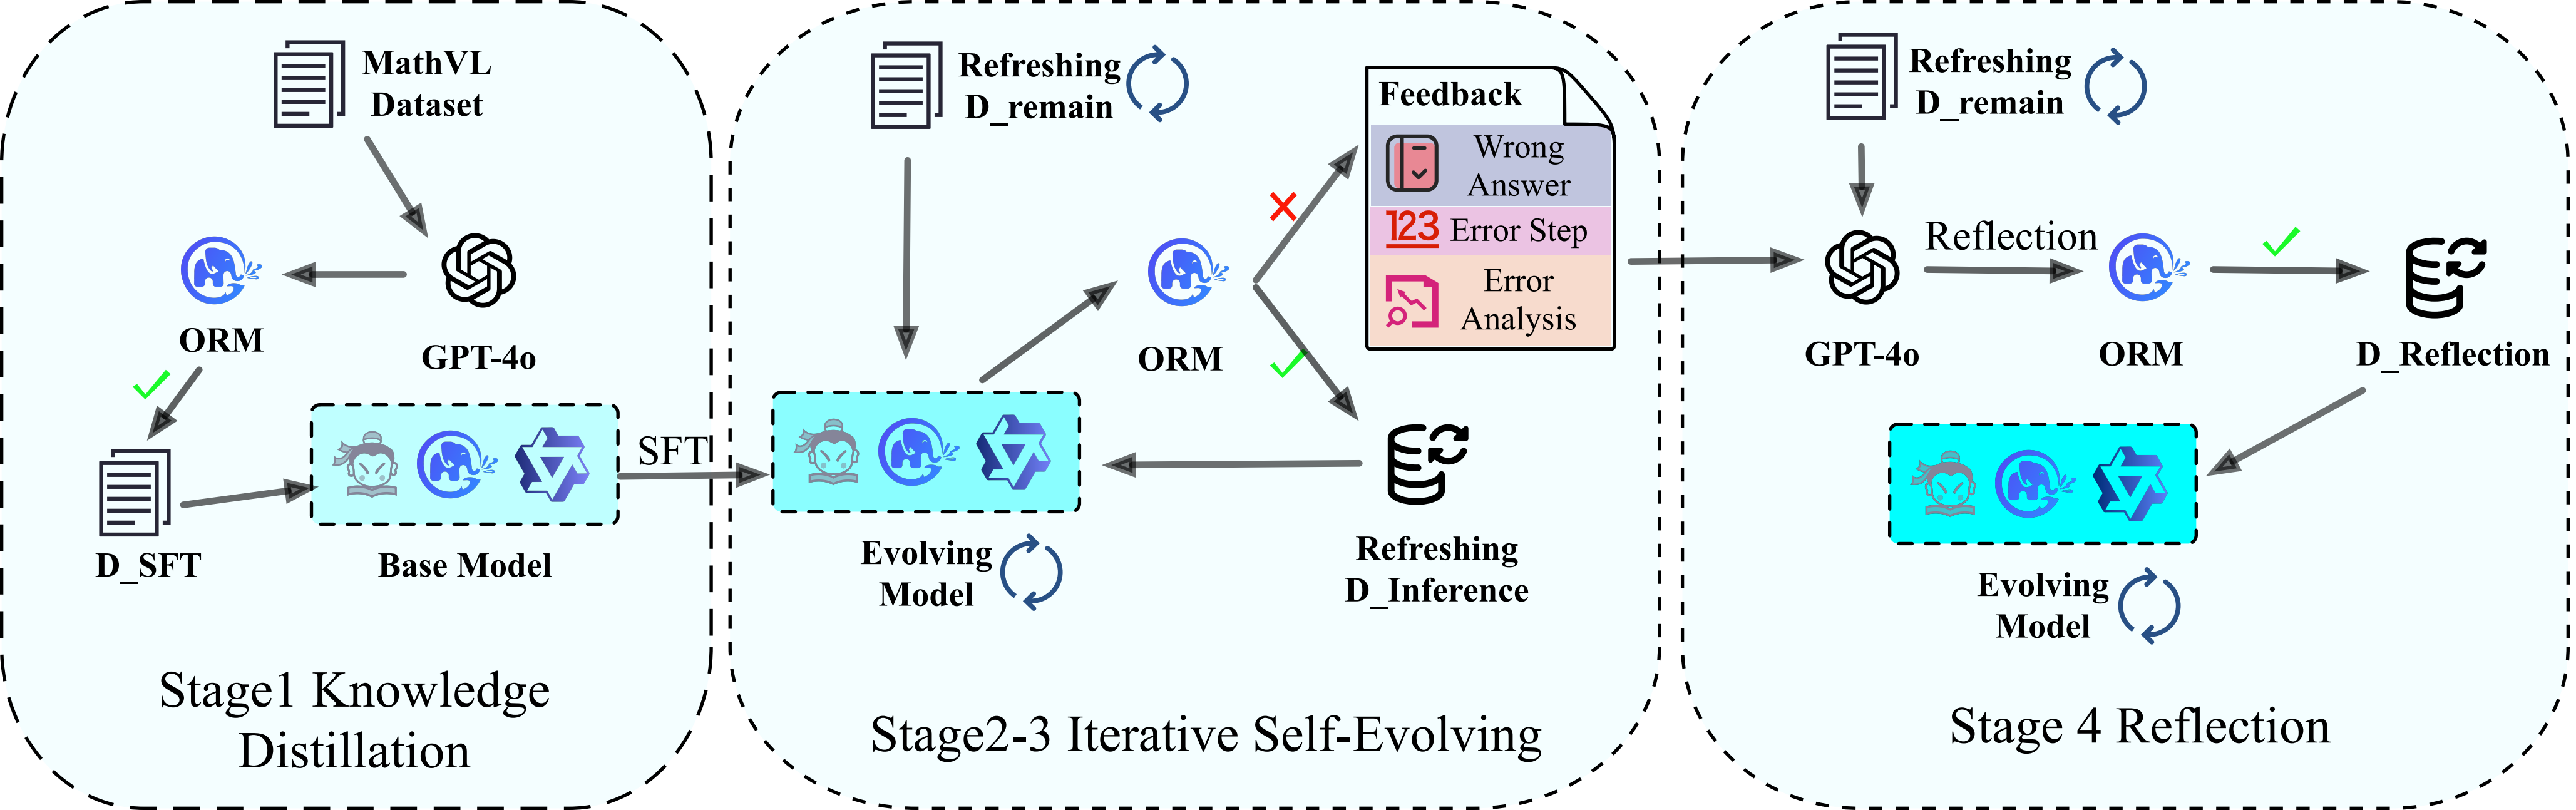 MathVL
Dataset
ORM
GPT-4o
D_SFT
Base Model
SFT
Stage1 Knowledge
Distillation
Refreshing
D_remain
Feedback
Wrong
Answer
123 Error Step
Error
Analysis
ORM
Evolving
Model
Refreshing
D_Inference
Stage2-3 Iterative Self-Evolving
Refreshing
D_remain
Reflection
GPT-4o
ORM
D_Reflection
Evolving
Model
Stage 4 Reflection